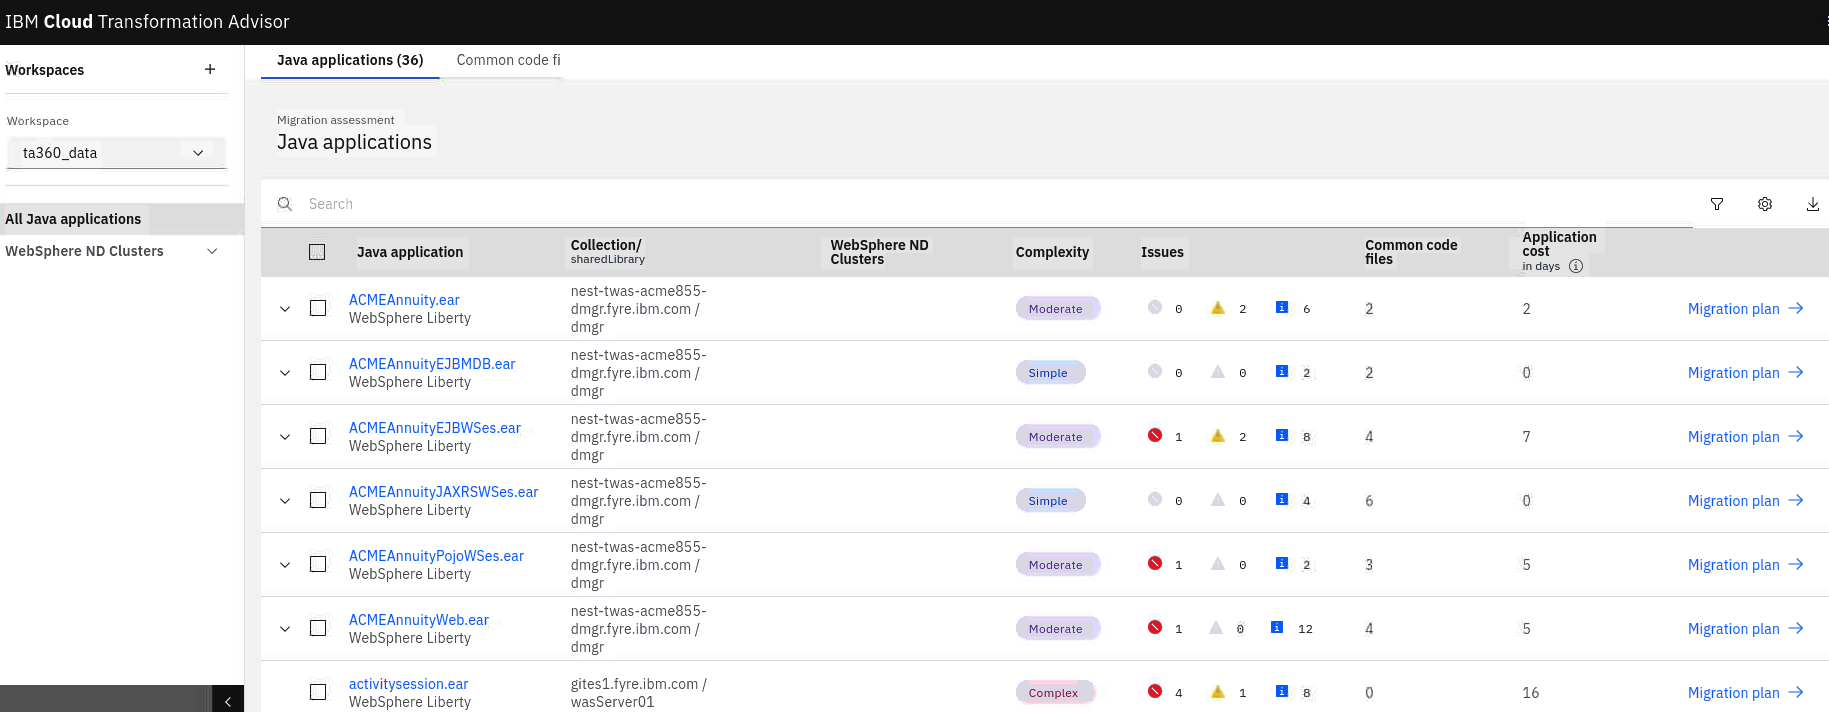 IBM Cloud Transformation Advisor
Workspaces
Workspace
ta360_data
All Java applications
WebSphere ND Clusters
Java applications (36) Common code fi
Migration assessment
Java applications
Search
Java application Collection/ sharedLibrary WebSphere ND Clusters Complexity Issues Common code files Application cost in days
ACMEAnnuity.ear
WebSphere Liberty
nest-twas-acme855-
dmgr.fyre.ibm.com /
dmgr
Moderate 0 2 6 2 2 Migration plan
ACMEAnnuityEJBMDB.ear
WebSphere Liberty
nest-twas-acme855-
dmgr.fyre.ibm.com /
dmgr
Simple 0 0 2 2 0 Migration plan
ACMEAnnuityEJBWSes.ear
WebSphere Liberty
nest-twas-acme855-
dmgr.fyre.ibm.com /
dmgr
Moderate 1 2 8 4 7 Migration plan
ACMEAnnuityJAXRSWSes.ear
WebSphere Liberty
nest-twas-acme855-
dmgr.fyre.ibm.com /
dmgr
Simple 0 0 4 6 0 Migration plan
ACMEAnnuityPojoWSes.ear
WebSphere Liberty
nest-twas-acme855-
dmgr.fyre.ibm.com /
dmgr
Moderate 1 0 2 3 5 Migration plan
ACMEAnnuityWeb.ear
WebSphere Liberty
nest-twas-acme855-
dmgr.fyre.ibm.com /
dmgr
Moderate 1 0 12 4 5 Migration plan
activitysession.ear
WebSphere Liberty
gites1.fyre.ibm.com /
wasServer01
Complex 4 1 8 0 16 Migration plan